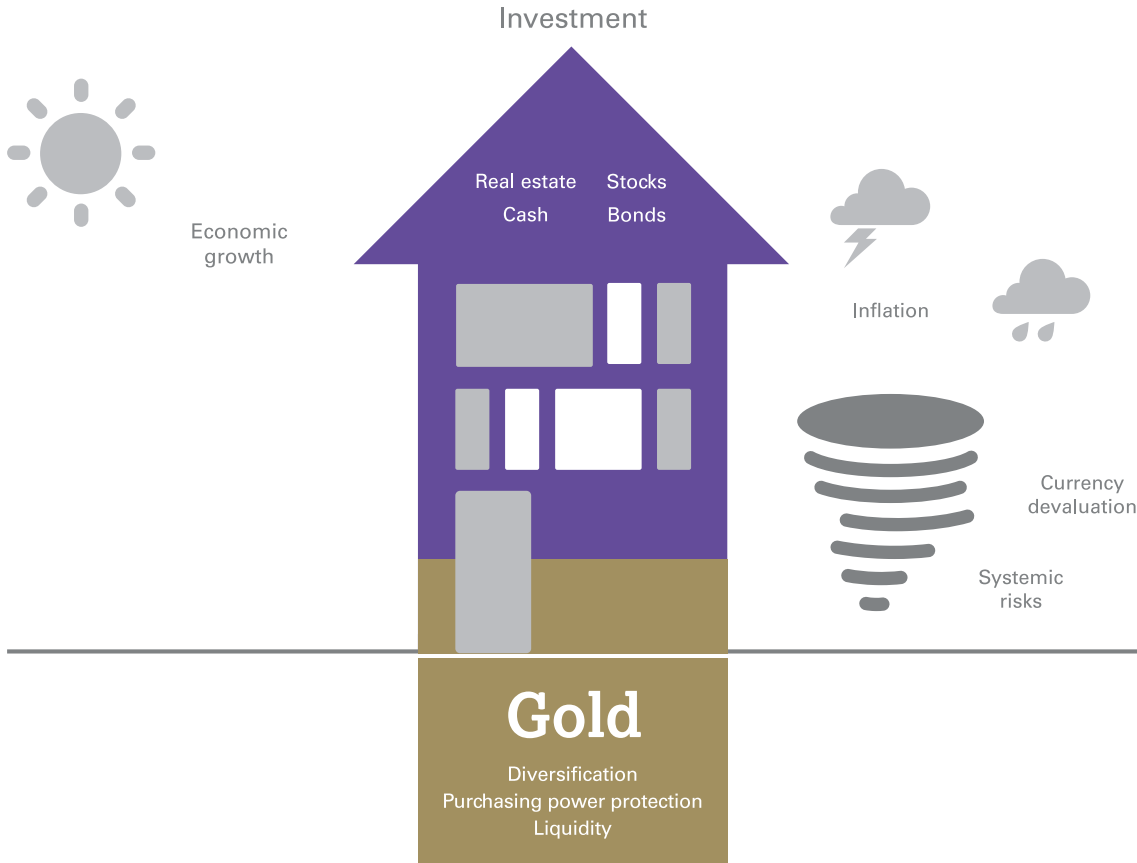 Investment
Real estate
Stocks
Cash
Bonds
Economic
growth
Inflation
Currency
devaluation
Systemic
risks
Gold
Diversification
Purchasing power protection
Liquidity